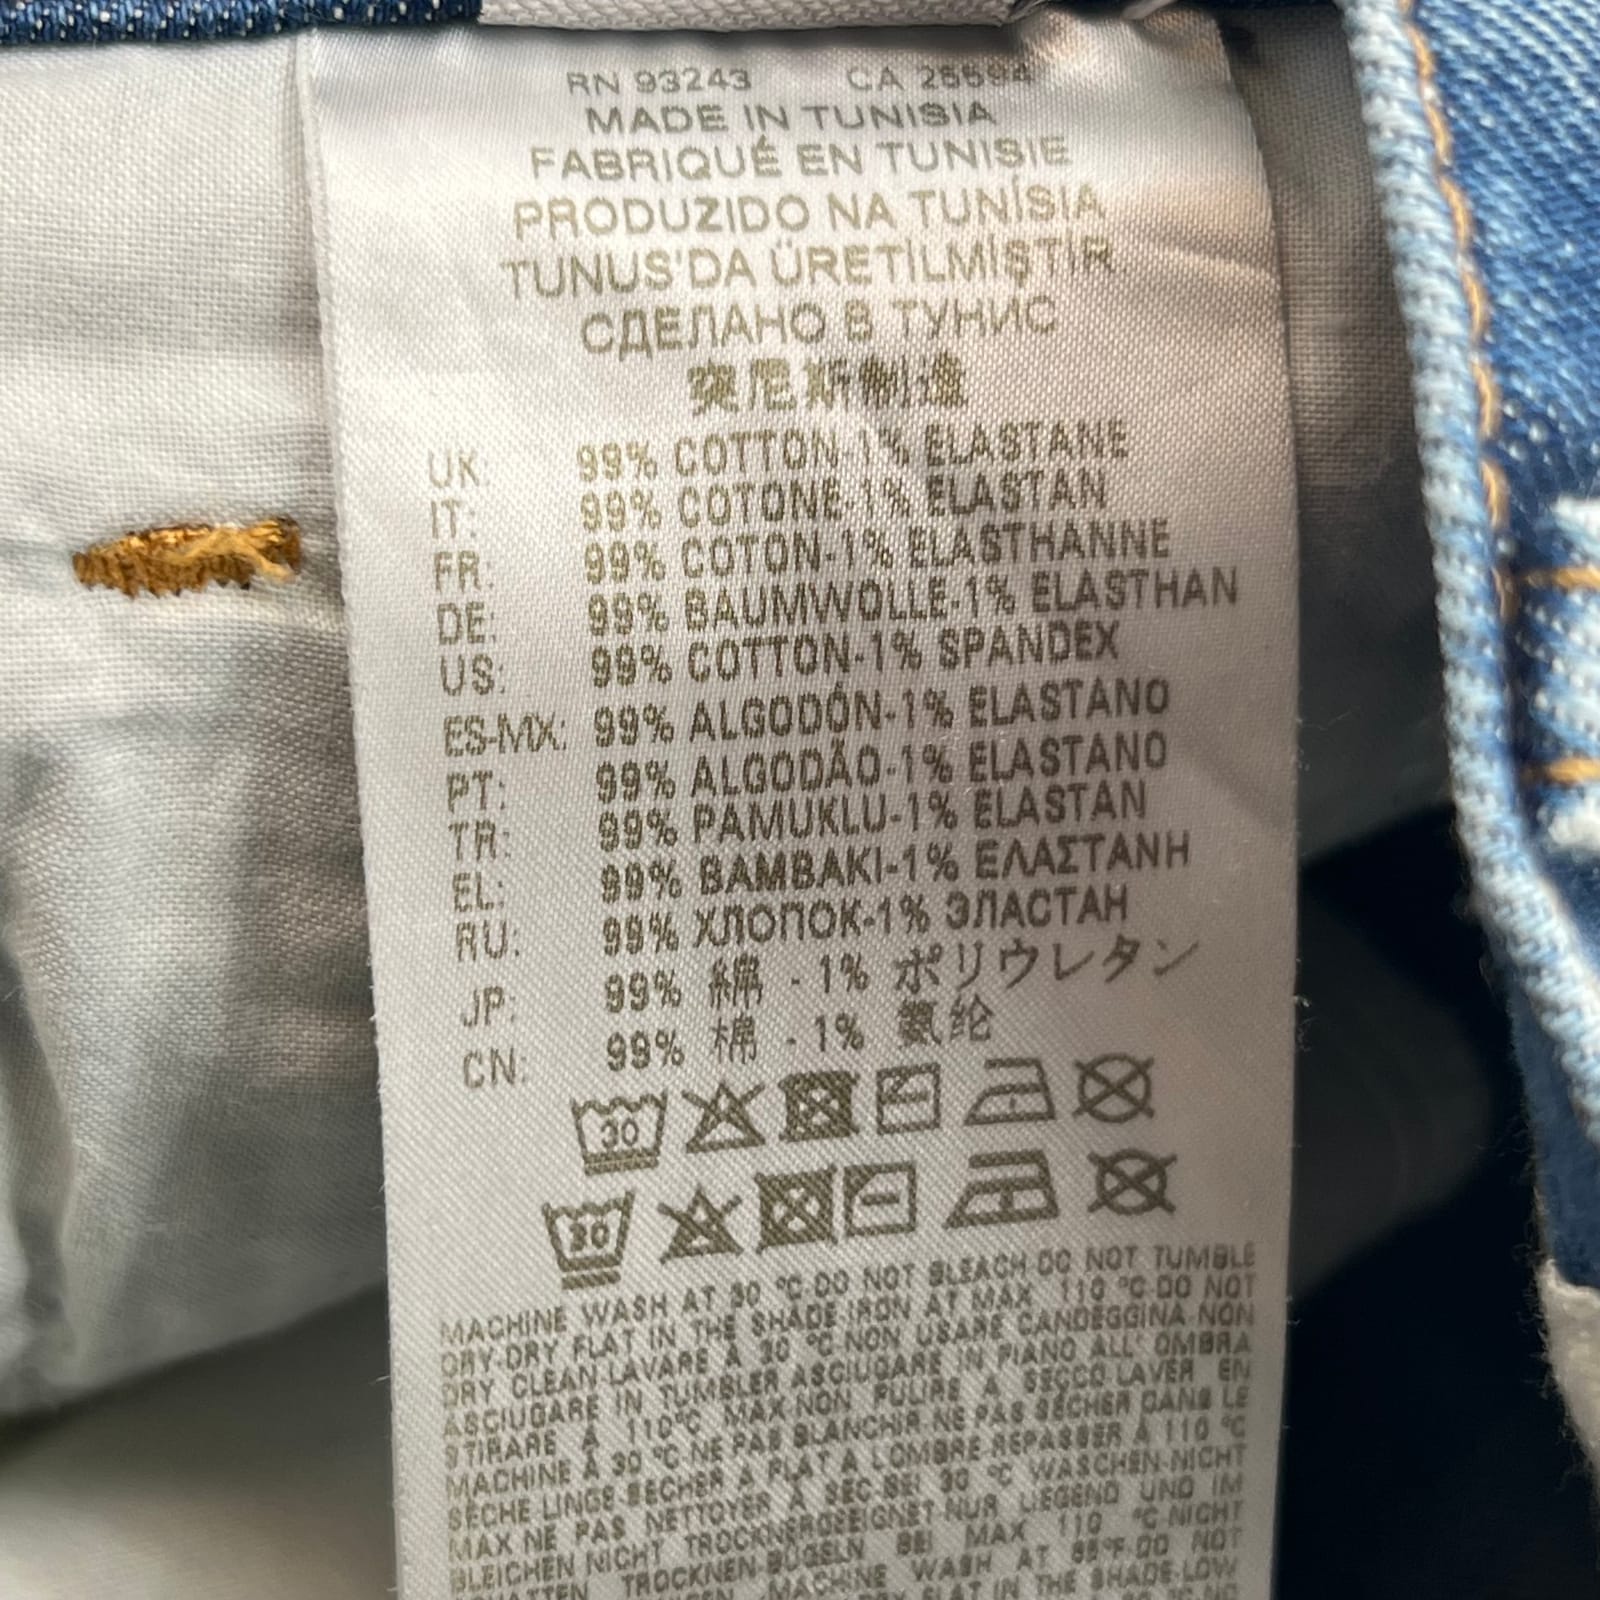 RN 93243 CA 25594
MADE IN TUNISIA
FABRIQUÉ EN TUNISIE
PRODUZIDO NA TUNÍSIA
TUNUS'DA ÜRETİLMİŞTİR
СДЕЛАНО В ТУНИС
突尼斯制造
UK: 99% COTTON-1% ELASTANE
IT: 99% COTONE-1% ELASTAN
FR: 99% COTON-1% ELASTHANNE
DE: 99% BAUMWOLLE-1% ELASTHAN
US: 99% COTTON-1% SPANDEX
ES-MX: 99% ALGODÓN-1% ELASTANO
PT: 99% ALGODÃO-1% ELASTANO
TR: 99% PAMUKLU-1% ELASTAN
EL: 99% BAMBAKI-1% ΕΛΑΣΤΑΝΗ
RU: 99% ХЛОПОК-1% ЭЛАСТАН
JP: 99% 綿 - 1% ポリウレタン
CN: 99% 棉 - 1% 氨纶
30
30
MACHINE WASH AT 30 °C-DO NOT BLEACH-DO NOT TUMBLE
DRY-DRY FLAT IN THE SHADE-IRON AT MAX 110 °C-DO NOT
DRY CLEAN-LAVARE A 30 °C-NON USARE CANDEGGINA-NON
ASCIUGARE IN TUMBLER ASCIUGARE IN PIANO ALL' OMBRA
STIRARE A 110°C MAX-NON PULIRE A SECCO-LAVER EN
MACHINE À 30 °C-NE PAS BLANCHIR-NE PAS SÉCHER DANS LE
SÈCHE LINGE-SÉCHER À PLAT À L'OMBRE-REPASSER À 110 °C
MAX NE PAS NETTOYER À SEC-BEI 30 °C WASCHEN-NICHT
BLEICHEN NICHT TROCKNERGEEIGNET-NUR LIEGEND UND IM
SCHATTEN TROCKNEN-BÜGELN BEI MAX 110 °C-NICHT
MACHINE WASH AT 85°F-DO NOT
FLAT IN THE SHADE-LOW